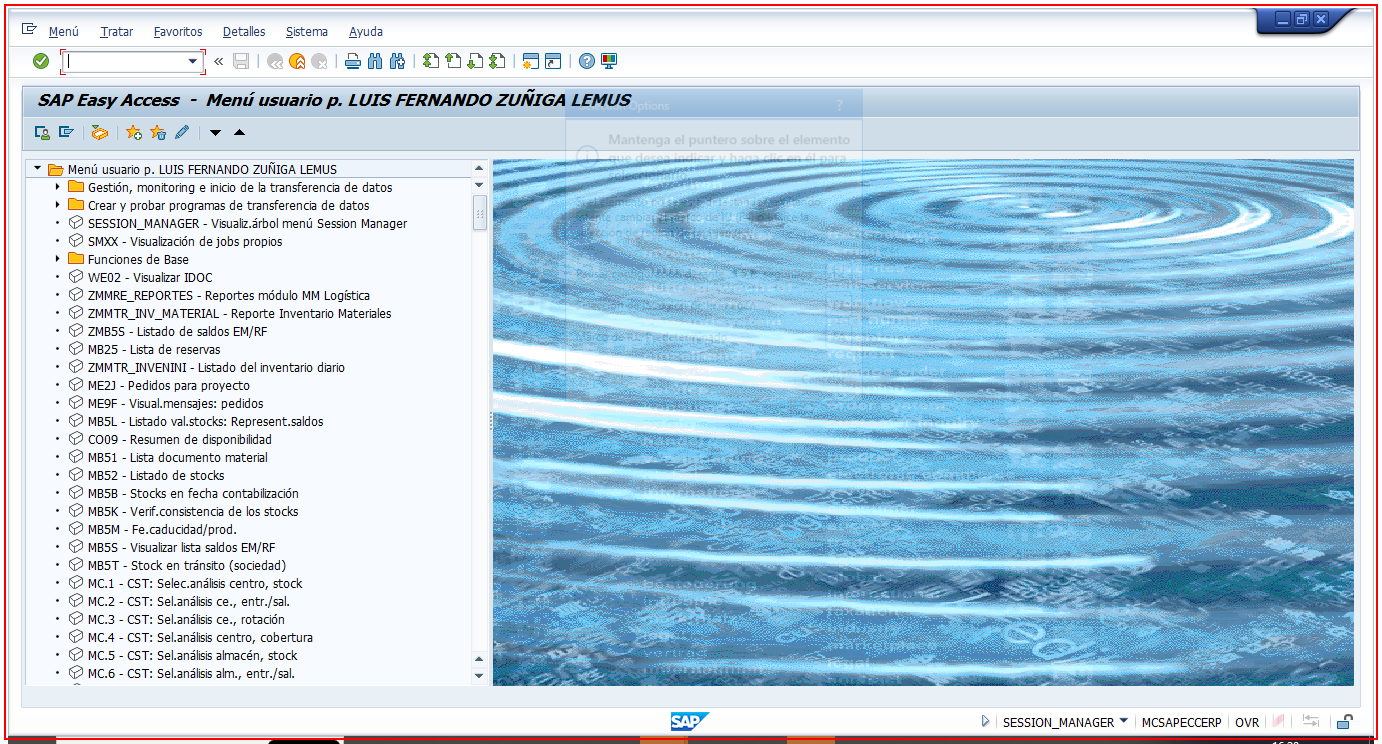 Menú Tratar Favoritos Detalles Sistema Ayuda
SAP Easy Access - Menú usuario p. LUIS FERNANDO ZUÑIGA LEMUS
Options ?
Mantenga el puntero sobre el elemento
que desea indicar y haga clic en él para
Menú usuario p. LUIS FERNANDO ZUÑIGA LEMUS
Gestión, monitoring e inicio de la transferencia de datos
Crear y probar programas de transferencia de datos
SESSION_MANAGER - Visualiz.árbol menú Session Manager
SMXX - Visualización de jobs propios
Funciones de Base
WE02 - Visualizar IDOC
ZMMRE_REPORTES - Reportes módulo MM Logística
ZMMTR_INV_MATERIAL - Reporte Inventario Materiales
ZMB5S - Listado de saldos EM/RF
MB25 - Lista de reservas
ZMMTR_INVENINI - Listado del inventario diario
ME2J - Pedidos para proyecto
ME9F - Visual.mensajes: pedidos
MB5L - Listado val.stocks: Represent.saldos
CO09 - Resumen de disponibilidad
MB51 - Lista documento material
MB52 - Listado de stocks
MB5B - Stocks en fecha contabilización
MB5K - Verif.consistencia de los stocks
MB5M - Fe.caducidad/prod.
MB5S - Visualizar lista saldos EM/RF
MB5T - Stock en tránsito (sociedad)
MC.1 - CST: Selec.análisis centro, stock
MC.2 - CST: Sel.análisis ce., entr./sal.
MC.3 - CST: Sel.análisis ce., rotación
MC.4 - CST: Sel.análisis centro, cobertura
MC.5 - CST: Sel.análisis almacén, stock
MC.6 - CST: Sel.análisis alm., entr./sal.
SAP
SESSION_MANAGER MCSAPECCERP OVR